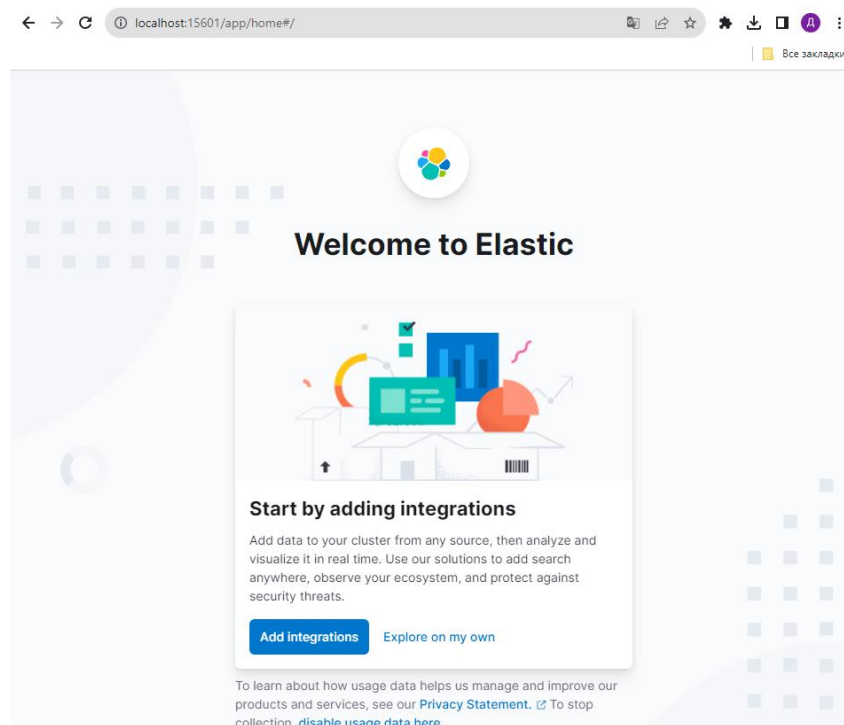 localhost:15601/app/home#/
Д
Все закладки
Welcome to Elastic
Start by adding integrations
Add data to your cluster from any source, then analyze and
visualize it in real time. Use our solutions to add search
anywhere, observe your ecosystem, and protect against
security threats.
Add integrations Explore on my own
To learn about how usage data helps us manage and improve our
products and services, see our Privacy Statement. To stop
collection, disable usage data here.